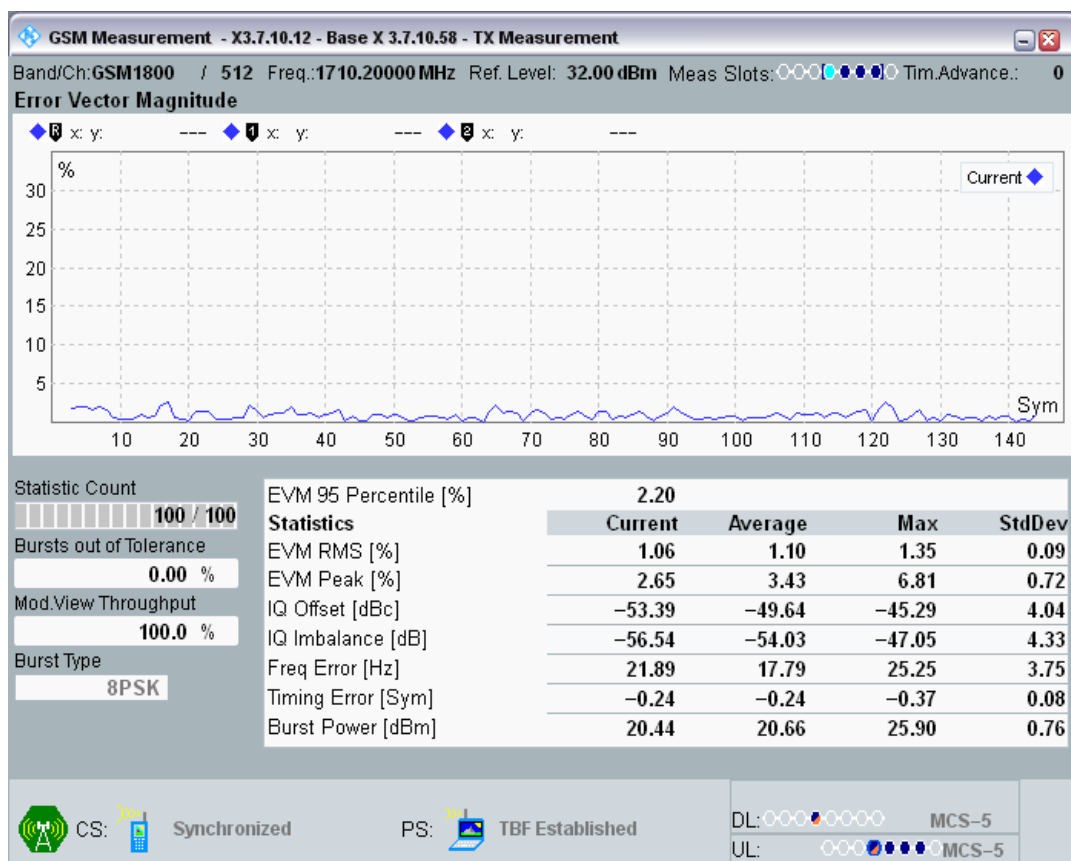 GSM Measurement - X3.7.10.12 - Base X 3.7.10.58 - TX Measurement
Band/Ch:GSM1800 / 512 Freq.:1710.20000 MHz Ref. Level: 32.00 dBm Meas Slots: Tim.Advance.: 0
Error Vector Magnitude
R x: y: --- 1 x: y: --- 2 x: y: ---
%
Current
30
25
20
15
10
5
Sym
10 20 30 40 50 60 70 80 90 100 110 120 130 140
Statistic Count
100 / 100
Bursts out of Tolerance
0.00 %
Mod.View Throughput
100.0 %
Burst Type
8PSK
EVM 95 Percentile [%] 2.20
Statistics Current Average Max StdDev
EVM RMS [%] 1.06 1.10 1.35 0.09
EVM Peak [%] 2.65 3.43 6.81 0.72
IQ Offset [dBc] −53.39 −49.64 −45.29 4.04
IQ Imbalance [dB] −56.54 −54.03 −47.05 4.33
Freq Error [Hz] 21.89 17.79 25.25 3.75
Timing Error [Sym] −0.24 −0.24 −0.37 0.08
Burst Power [dBm] 20.44 20.66 25.90 0.76
CS: Synchronized PS: TBF Established
DL: MCS−5
UL: MCS−5